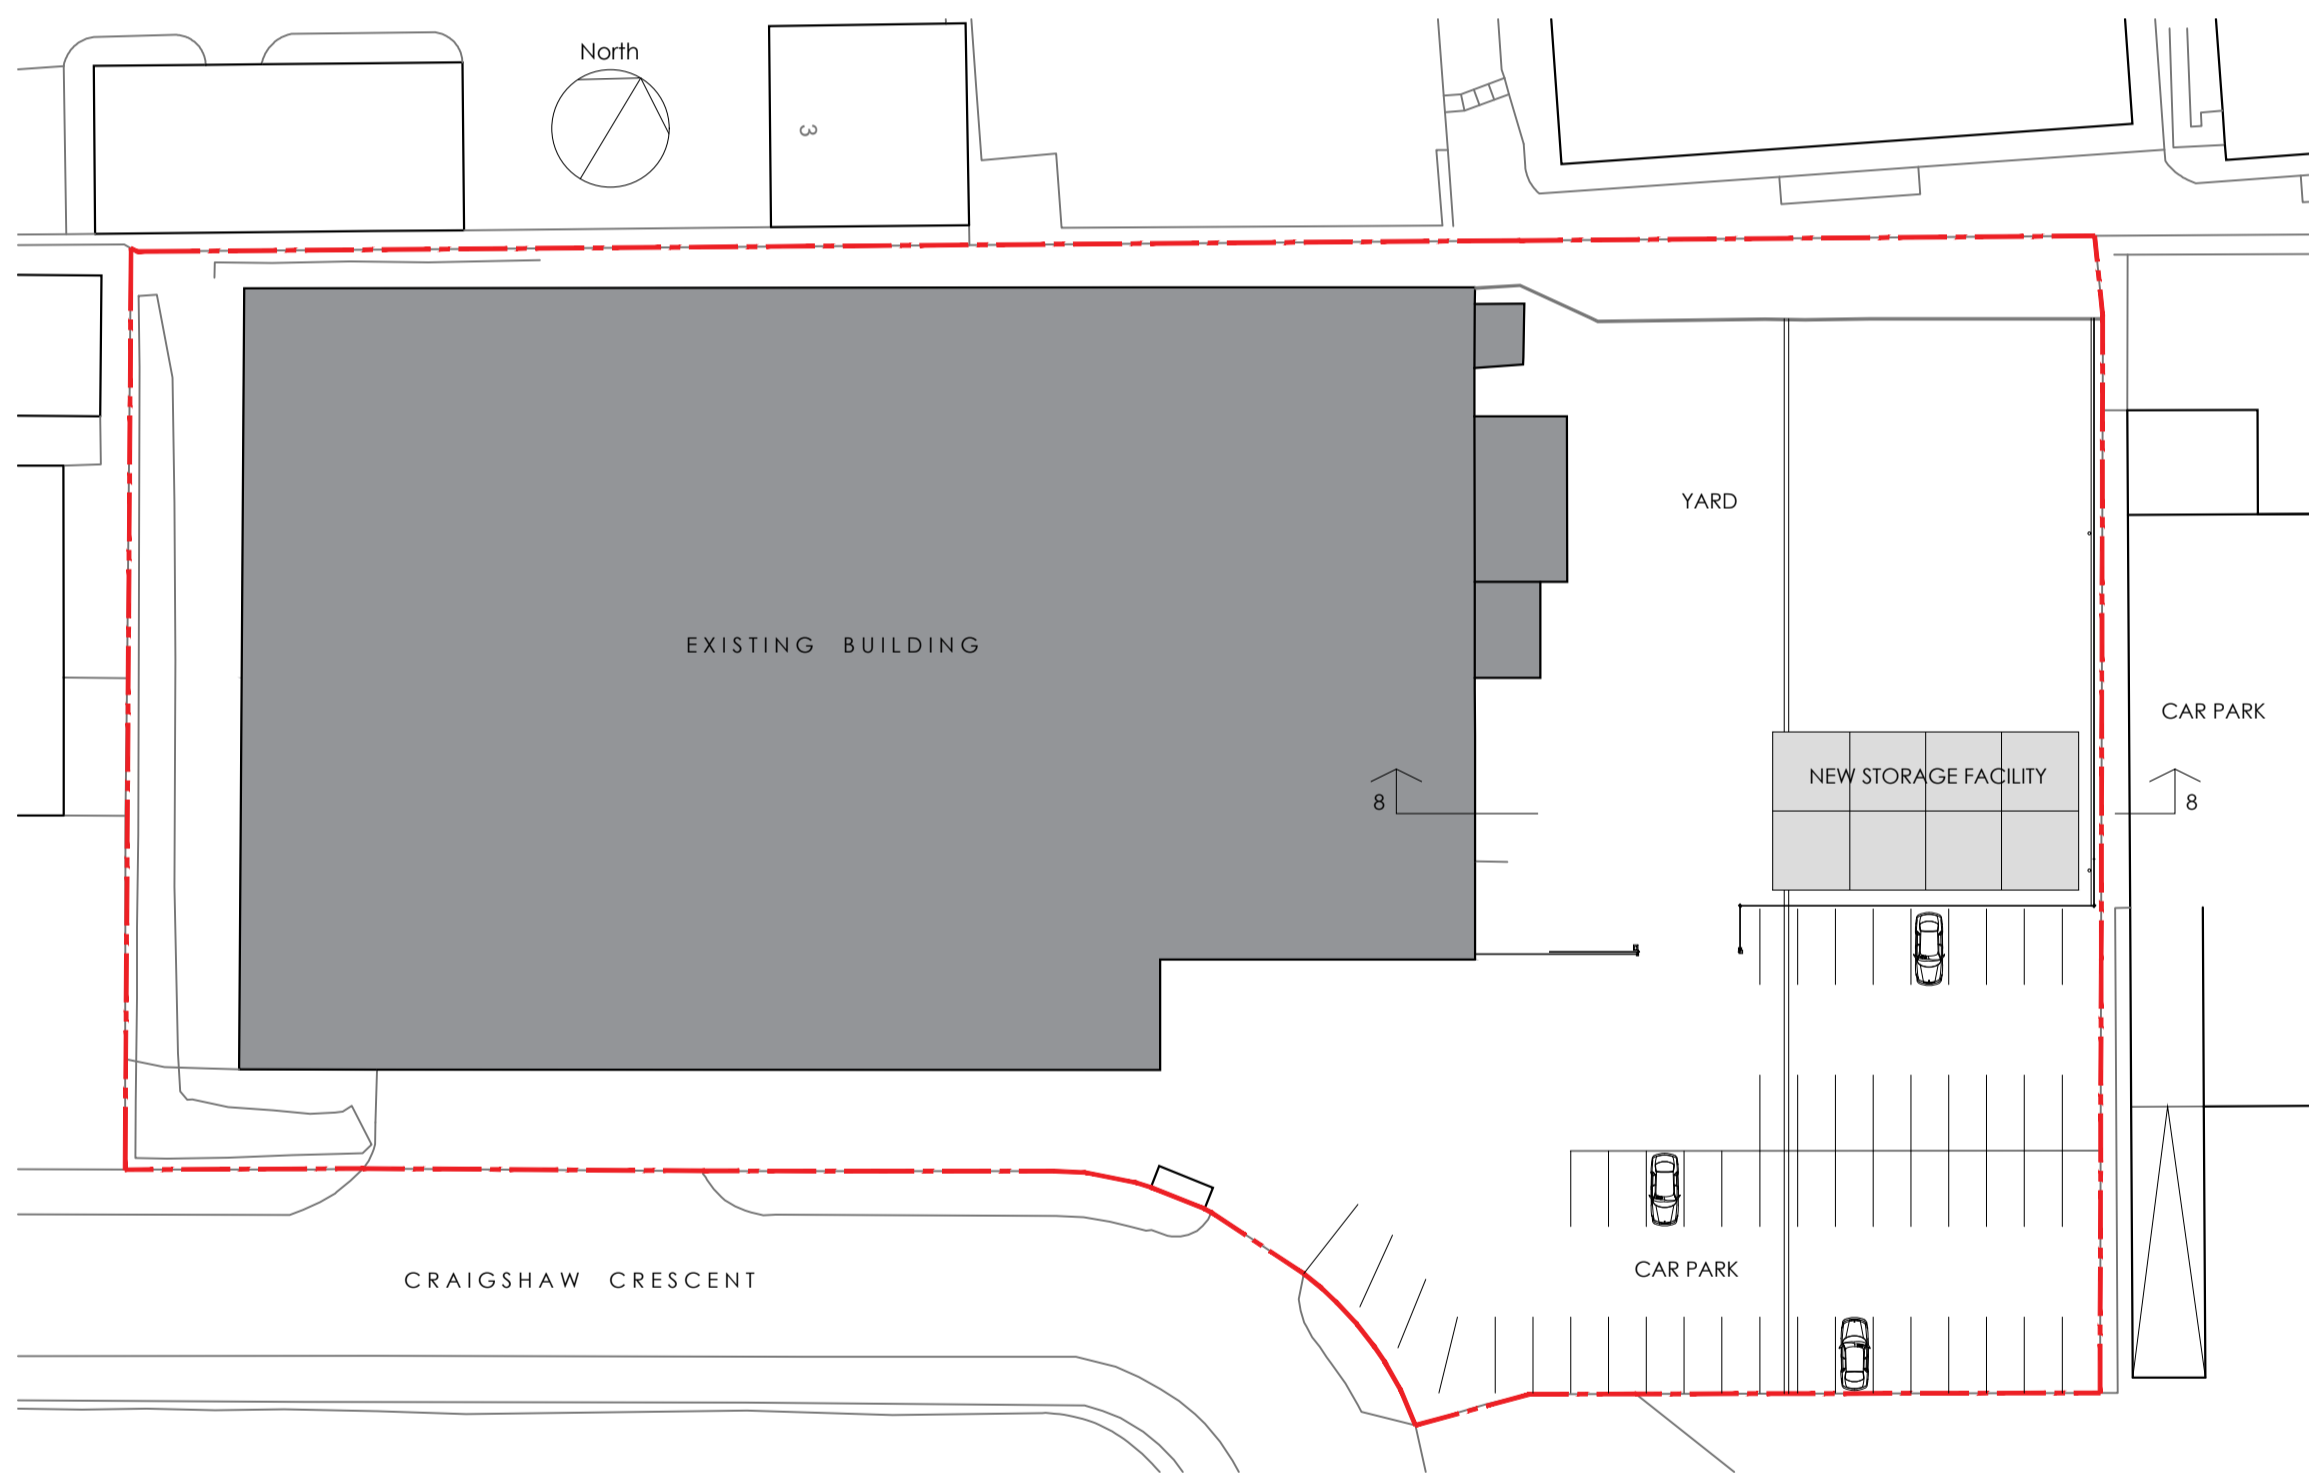 North
3
YARD
EXISTING BUILDING
CAR PARK
NEW STORAGE FACILITY
8
8
CAR PARK
CRAIGSHAW CRESCENT